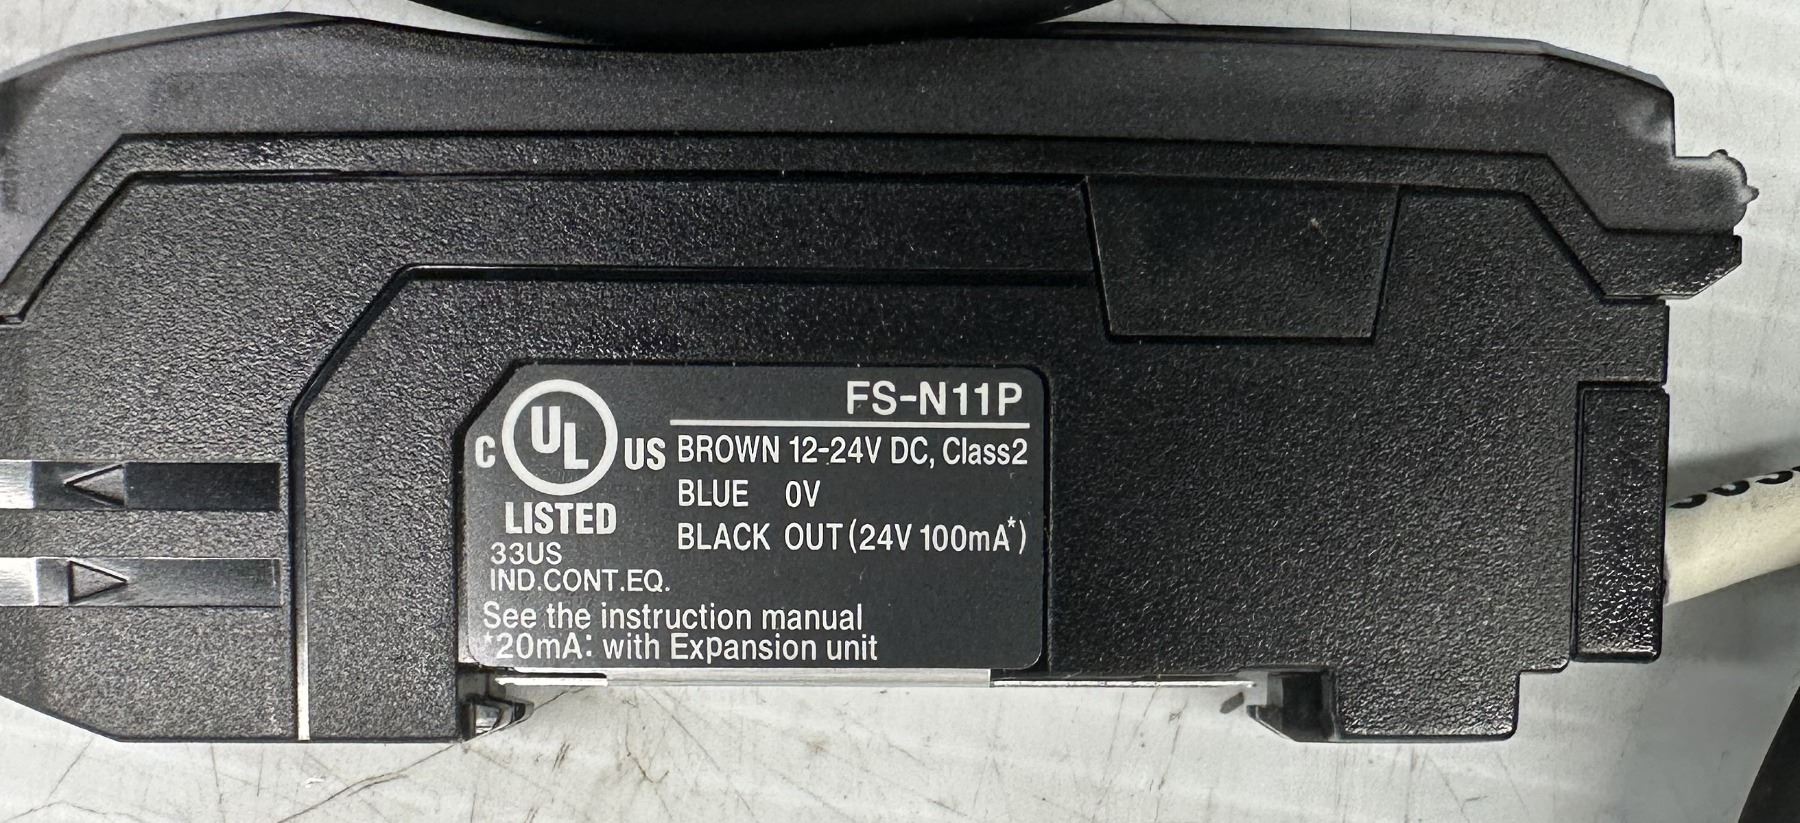 FS-N11P
C UL US
LISTED
33US
IND.CONT.EQ.
BROWN 12-24V DC, Class2
BLUE 0V
BLACK OUT (24V 100mA*)
See the instruction manual
*20mA: with Expansion unit